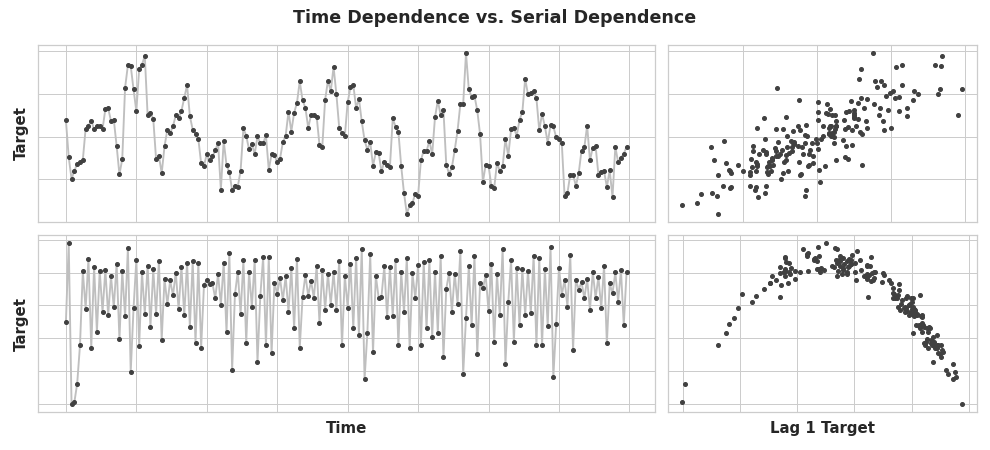 Time Dependence vs. Serial Dependence
Target
Target
Time
Lag 1 Target